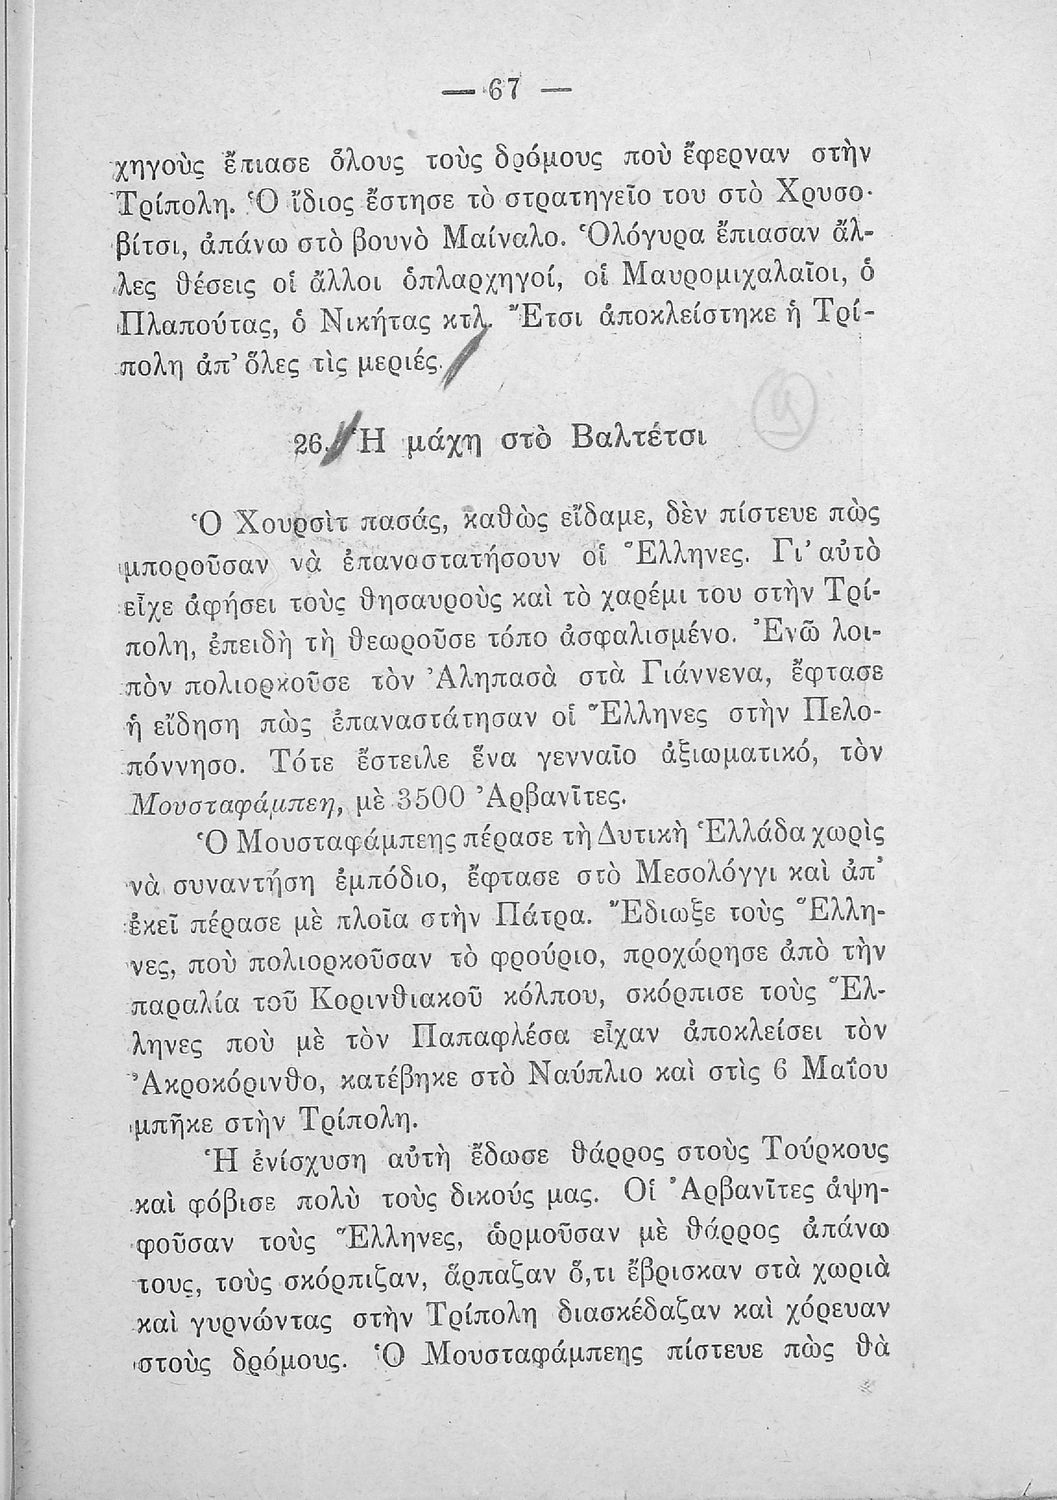 — 67 —
χηγοὺς ἔπιασε ὅλους τοὺς δρόμους ποὺ ἔφερναν στὴν
Τρίπολη. Ὁ ἴδιος ἔστησε τὸ στρατηγεῖο του στὸ Χρυσο-
βίτσι, ἀπάνω στὸ βουνὸ Μαίναλο. Ὁλόγυρα ἔπιασαν ἄλ-
λες θέσεις οἱ ἄλλοι ὁπλαρχηγοί, οἱ Μαυρομιχαλαῖοι, ὁ
Πλαπούτας, ὁ Νικήτας κτλ. Ἔτσι ἀποκλείστηκε ἡ Τρί-
πολη ἀπ’ ὅλες τὶς μεριές.
26. Ἡ μάχη στὸ Βαλτέτσι
Ὁ Χουρσὶτ πασάς, καθὼς εἴδαμε, δὲν πίστευε πὼς
μποροῦσαν νὰ ἐπαναστατήσουν οἱ Ἕλληνες. Γι’ αὐτὸ
εἶχε ἀφήσει τοὺς θησαυροὺς καὶ τὸ χαρέμι του στὴν Τρί-
πολη, ἐπειδὴ τὴ θεωροῦσε τόπο ἀσφαλισμένο. Ἐνῶ λοι-
πὸν πολιορκοῦσε τὸν Ἀληπασὰ στὰ Γιάννενα, ἔφτασε
ἡ εἴδηση πὼς ἐπαναστάτησαν οἱ Ἕλληνες στὴν Πελο-
πόννησο. Τότε ἔστειλε ἕνα γενναῖο ἀξιωματικό, τὸν
Μουσταφάμπεη, μὲ 3500 Ἀρβανῖτες.
Ὁ Μουσταφάμπεης πέρασε τὴ Δυτικὴ Ἑλλάδα χωρὶς
νὰ συναντήση ἐμπόδιο, ἔφτασε στὸ Μεσολόγγι καὶ ἀπ’
ἐκεῖ πέρασε μὲ πλοῖα στὴν Πάτρα. Ἔδιωξε τοὺς Ἕλλη-
νες, ποὺ πολιορκοῦσαν τὸ φρούριο, προχώρησε ἀπὸ τὴν
παραλία τοῦ Κορινθιακοῦ κόλπου, σκόρπισε τοὺς Ἕλ-
ληνες ποὺ μὲ τὸν Παπαφλέσα εἶχαν ἀποκλείσει τὸν
Ἀκροκόρινθο, κατέβηκε στὸ Ναύπλιο καὶ στὶς 6 Μαΐου
μπῆκε στὴν Τρίπολη.
Ἡ ἐνίσχυση αὐτὴ ἔδωσε θάρρος στοὺς Τούρκους
καὶ φόβισε πολὺ τοὺς δικούς μας. Οἱ Ἀρβανῖτες ἀψη-
φοῦσαν τοὺς Ἕλληνες, ὡρμοῦσαν μὲ θάρρος ἀπάνω
τους, τοὺς σκόρπιζαν, ἅρπαζαν ὅ,τι ἔβρισκαν στὰ χωριὰ
καὶ γυρνώντας στὴν Τρίπολη διασκέδαζαν καὶ χόρευαν
στοὺς δρόμους. Ὁ Μουσταφάμπεης πίστευε πὼς θὰ